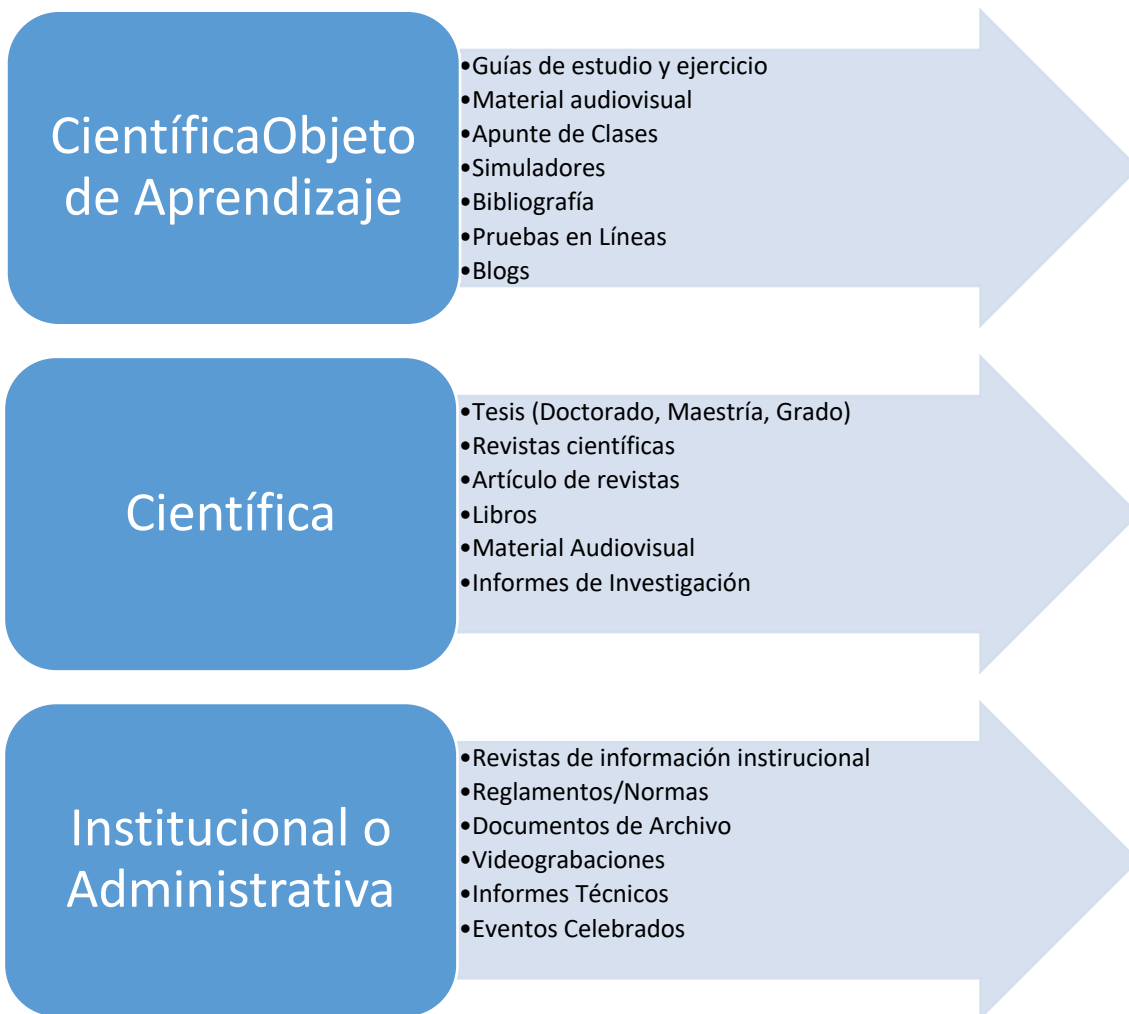 CientíficaObjeto
de Aprendizaje
•Guías de estudio y ejercicio
•Material audiovisual
•Apunte de Clases
•Simuladores
•Bibliografía
•Pruebas en Líneas
•Blogs
Científica
•Tesis (Doctorado, Maestría, Grado)
•Revistas científicas
•Artículo de revistas
•Libros
•Material Audiovisual
•Informes de Investigación
Institucional o
Administrativa
•Revistas de información instirucional
•Reglamentos/Normas
•Documentos de Archivo
•Videograbaciones
•Informes Técnicos
•Eventos Celebrados